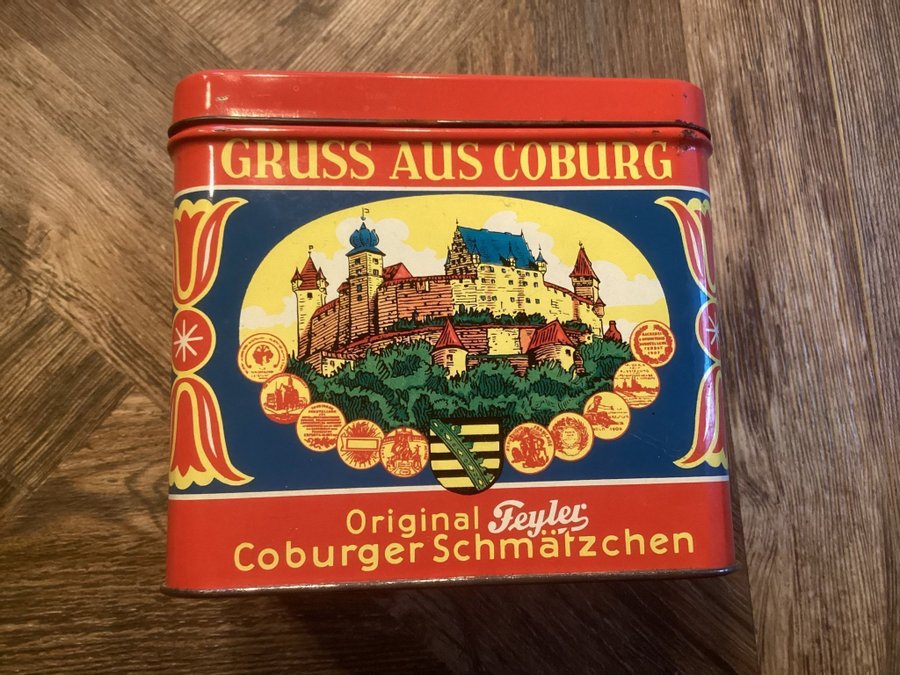 GRUSS AUS COBURG
Original Feyler
Coburger Schmätzchen